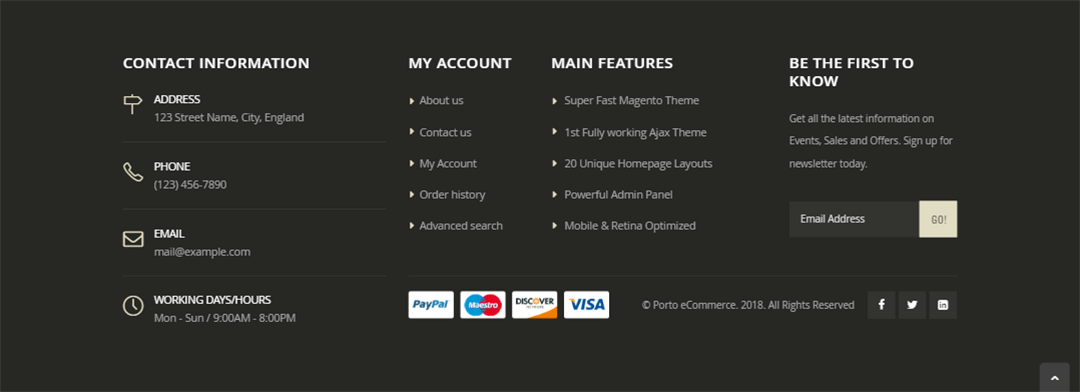 CONTACT INFORMATION
ADDRESS
123 Street Name, City, England
PHONE
(123) 456-7890
EMAIL
mail@example.com
WORKING DAYS/HOURS
Mon - Sun / 9:00AM - 8:00PM
MY ACCOUNT
About us
Contact us
My Account
Order history
Advanced search
MAIN FEATURES
Super Fast Magento Theme
1st Fully working Ajax Theme
20 Unique Homepage Layouts
Powerful Admin Panel
Mobile & Retina Optimized
BE THE FIRST TO
KNOW
Get all the latest information on
Events, Sales and Offers. Sign up for
newsletter today.
Email Address
GO!
PayPal
Maestro
DISCOVER
NETWORK
VISA
© Porto eCommerce. 2018. All Rights Reserved